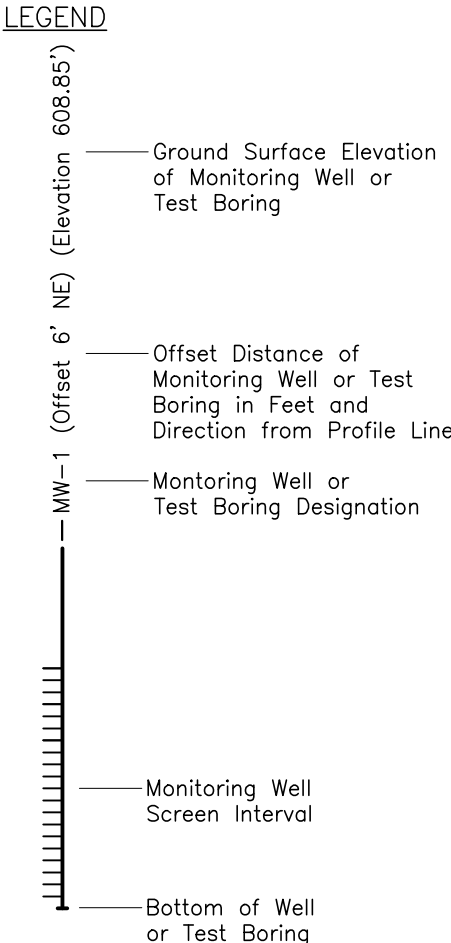 LEGEND
MW-1 (Offset 6' NE) (Elevation 608.85')
Ground Surface Elevation
of Monitoring Well or
Test Boring
Offset Distance of
Monitoring Well or Test
Boring in Feet and
Direction from Profile Line
Montoring Well or
Test Boring Designation
Monitoring Well
Screen Interval
Bottom of Well
or Test Boring